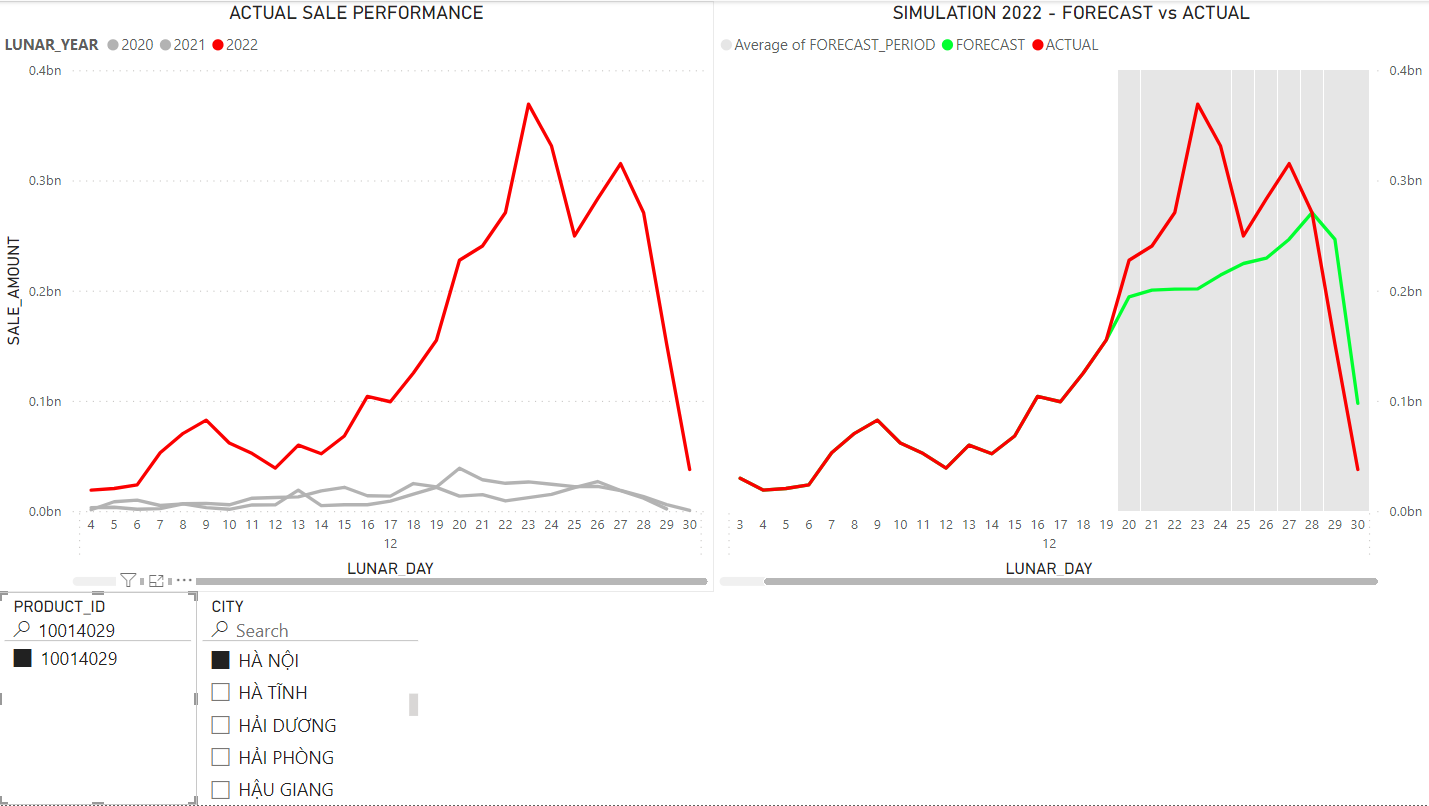 ACTUAL SALE PERFORMANCE
LUNAR_YEAR 2020 2021 2022
0.4bn
0.3bn
0.2bn
0.1bn
0.0bn
SALE_AMOUNT
4 5 6 7 8 9 10 11 12 13 14 15 16 17 18 19 20 21 22 23 24 25 26 27 28 29 30
12
LUNAR_DAY
SIMULATION 2022 - FORECAST vs ACTUAL
Average of FORECAST_PERIOD FORECAST ACTUAL
0.4bn
0.3bn
0.2bn
0.1bn
0.0bn
3 4 5 6 7 8 9 10 11 12 13 14 15 16 17 18 19 20 21 22 23 24 25 26 27 28 29 30
12
LUNAR_DAY
PRODUCT_ID
10014029
10014029
CITY
Search
HÀ NỘI
HÀ TĨNH
HẢI DƯƠNG
HẢI PHÒNG
HẬU GIANG